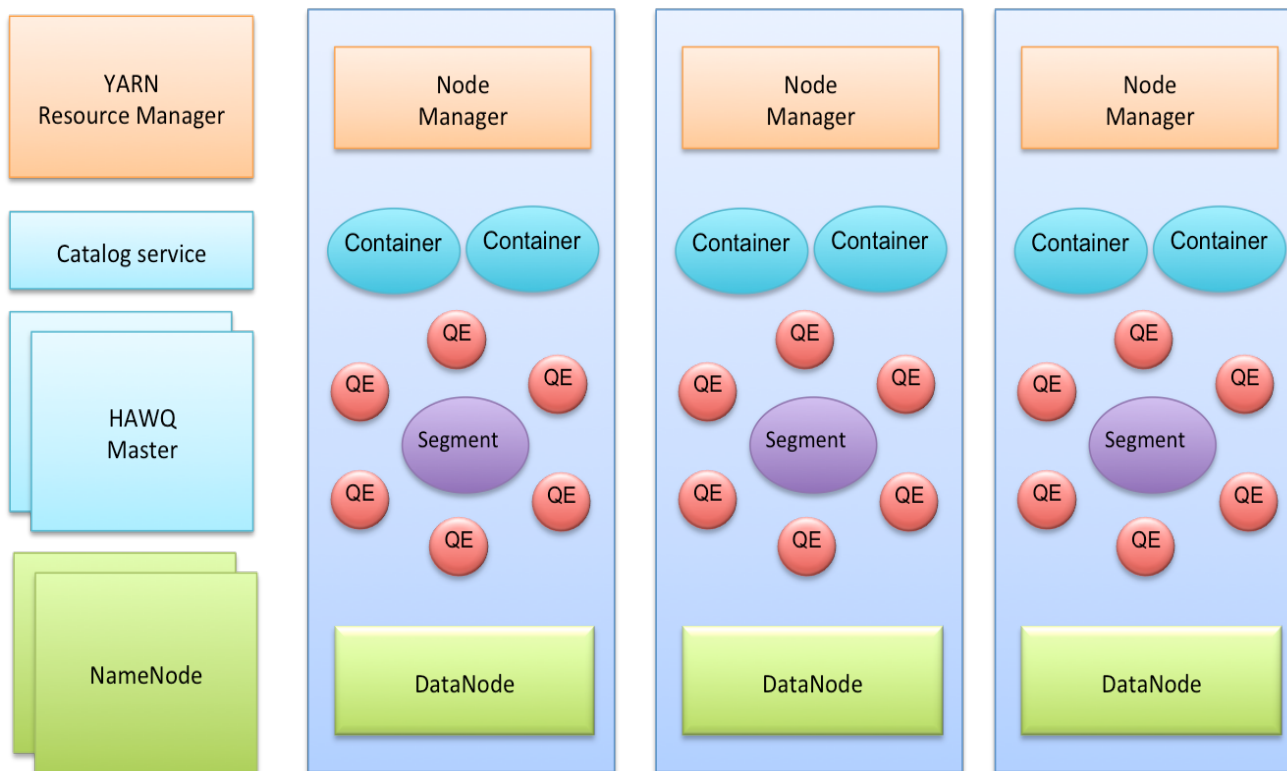 YARN
Resource Manager
Catalog service
HAWQ
Master
NameNode
Node
Manager
Container
Container
QE
QE
QE
Segment
QE
QE
QE
DataNode
Node
Manager
Container
Container
QE
QE
QE
Segment
QE
QE
QE
DataNode
Node
Manager
Container
Container
QE
QE
QE
Segment
QE
QE
QE
DataNode